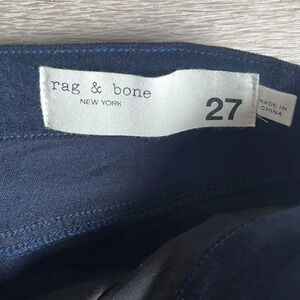 rag & bone
NEW YORK
27
MADE IN
CHINA